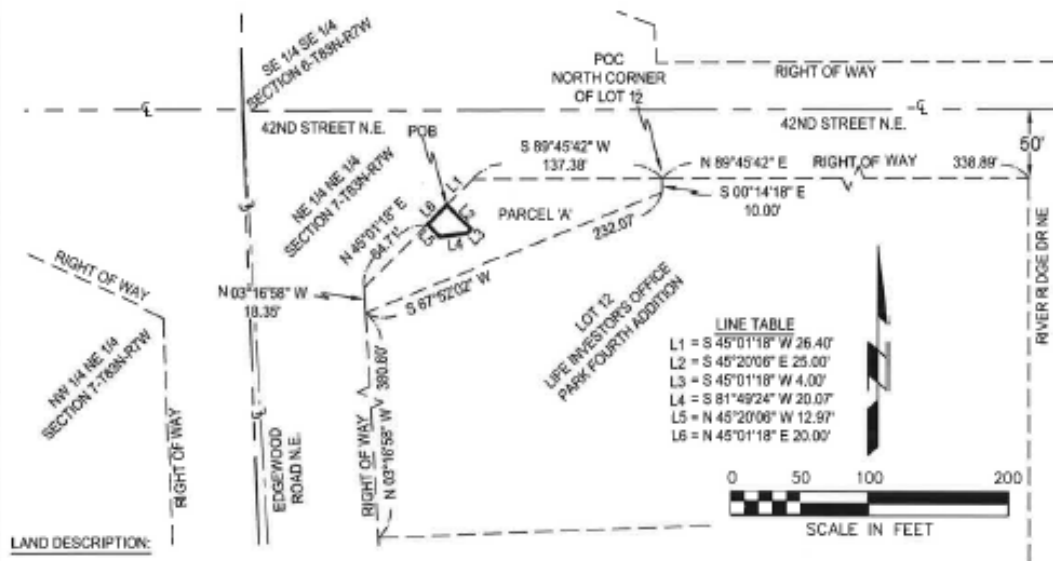 SE 1/4 SE 1/4
SECTION 6-T83N-R7W
POC
NORTH CORNER
OF LOT 12
RIGHT OF WAY
℄
℄
42ND STREET N.E.
42ND STREET N.E.
POB
S 89°45'42" W
137.38'
N 89°45'42" E
RIGHT OF WAY
338.89'
50'
NE 1/4 NE 1/4
SECTION 7-T83N-R7W
L1
L6
L2
L5
L4
L3
PARCEL 'A'
S 00°14'18" E
10.00'
N 45°01'18" E
64.71'
232.07'
S 67°52'02" W
RIGHT OF WAY
N 03°16'58" W
18.35'
LOT 12
LIFE INVESTOR'S OFFICE
PARK FOURTH ADDITION
RIVER RIDGE DR NE
NW 1/4 NE 1/4
SECTION 7-T83N-R7W
RIGHT OF WAY
EDGEWOOD
ROAD N.E.
RIGHT OF WAY
N 03°16'58" W
380.60'
LINE TABLE
L1 = S 45°01'18" W 26.40'
L2 = S 45°20'06" E 25.00'
L3 = S 45°01'18" W 4.00'
L4 = S 81°49'24" W 20.07'
L5 = N 45°20'06" W 12.97'
L6 = N 45°01'18" E 20.00'
0 50 100 200
SCALE IN FEET
LAND DESCRIPTION: